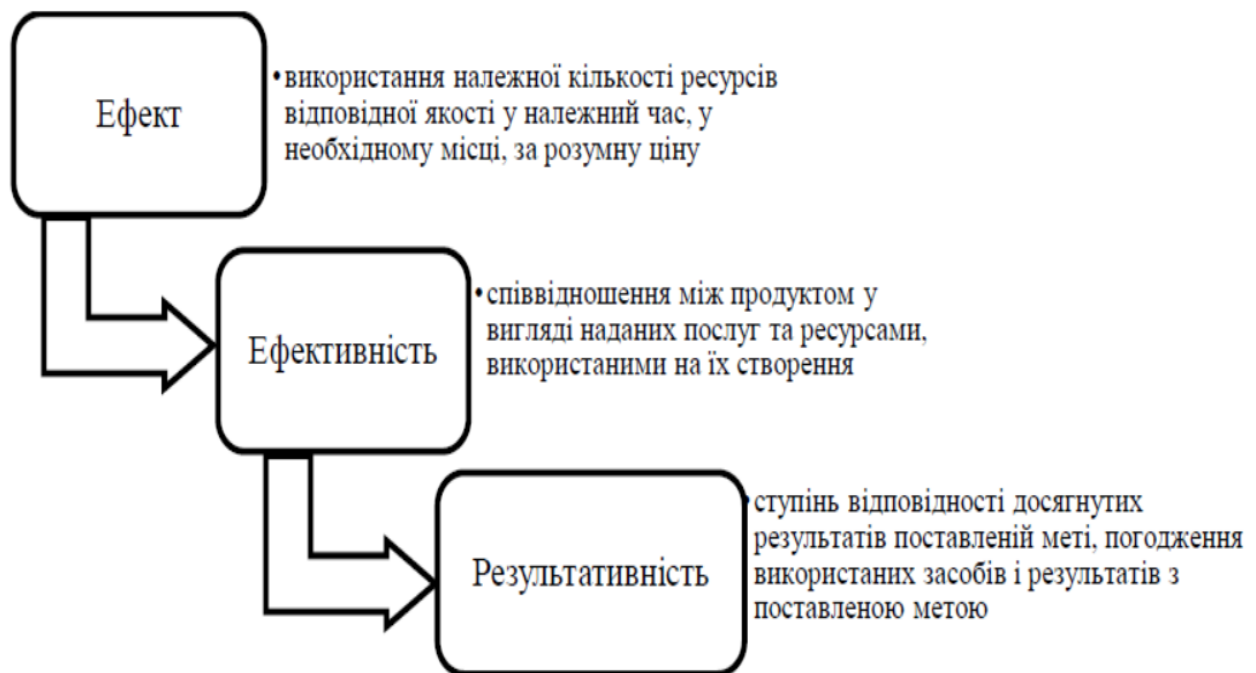 Ефект
•використання належної кількості ресурсів
відповідної якості у належний час, у
необхідному місці, за розумну ціну
Ефективність
•співвідношення між продуктом у
вигляді наданих послуг та ресурсами,
використаними на їх створення
Результативність
•ступінь відповідності досягнутих
результатів поставленій меті, погодження
використаних засобів і результатів з
поставленою метою